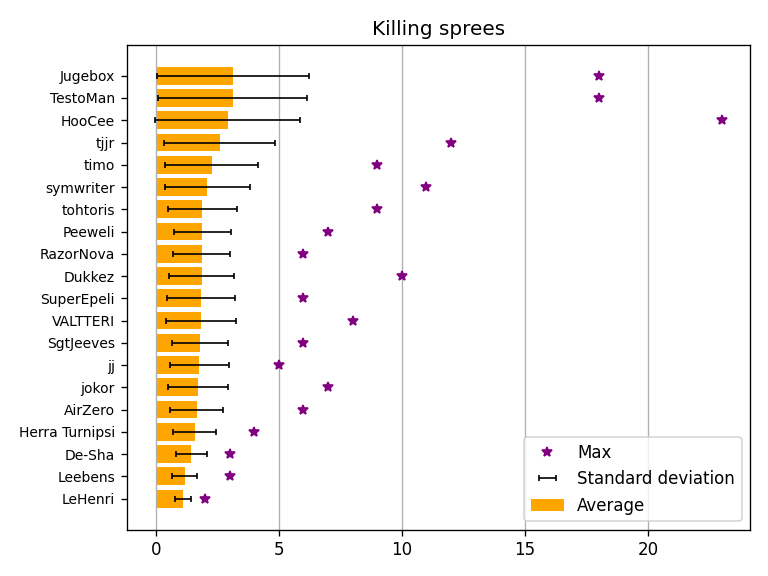 Killing sprees
Jugebox
TestoMan
HooCee
tjjr
timo
symwriter
tohtoris
Peeweli
RazorNova
Dukkez
SuperEpeli
VALTTERI
SgtJeeves
jj
jokor
AirZero
Herra Turnipsi
De-Sha
Leebens
LeHenri
Max
Standard deviation
Average
0 5 10 15 20